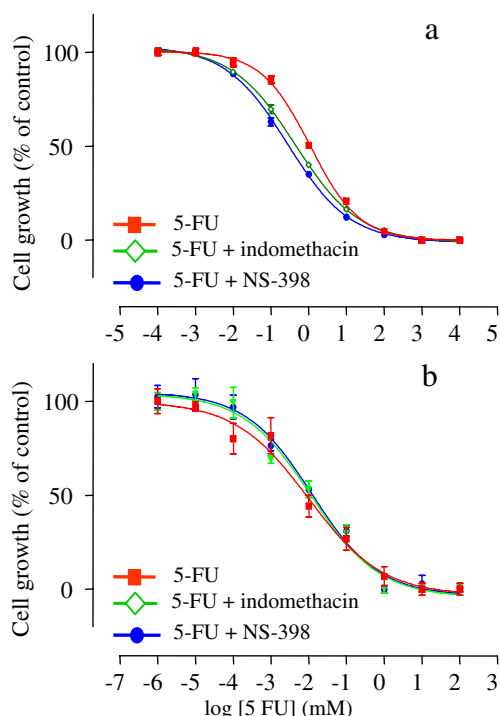 a
Cell growth (% of control)
100
50
0
5-FU
5-FU + indomethacin
5-FU + NS-398
-5 -4 -3 -2 -1 0 1 2 3 4 5
b
Cell growth (% of control)
100
50
0
5-FU
5-FU + indomethacin
5-FU + NS-398
-7 -6 -5 -4 -3 -2 -1 0 1 2 3
log [5 FU] (mM)